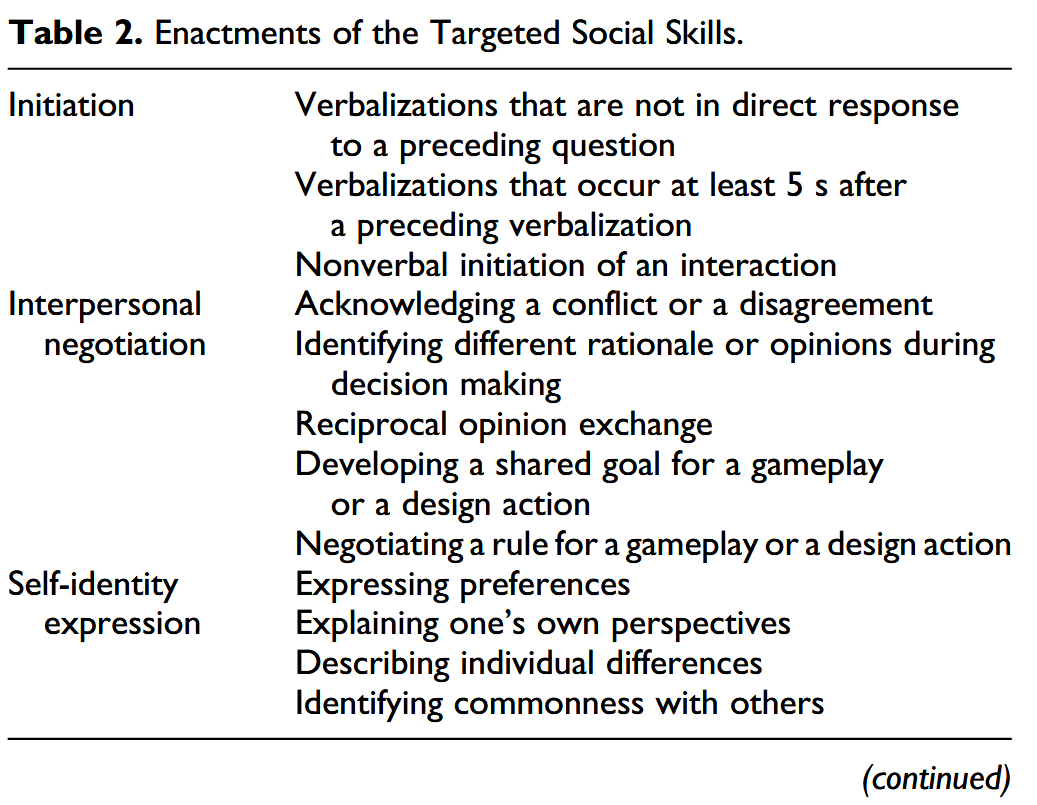 Table 2. Enactments of the Targeted Social Skills.
Initiation Verbalizations that are not in direct response
to a preceding question
Verbalizations that occur at least 5 s after
a preceding verbalization
Nonverbal initiation of an interaction
Interpersonal Acknowledging a conflict or a disagreement
negotiation Identifying different rationale or opinions during
decision making
Reciprocal opinion exchange
Developing a shared goal for a gameplay
or a design action
Negotiating a rule for a gameplay or a design action
Self-identity Expressing preferences
expression Explaining one’s own perspectives
Describing individual differences
Identifying commonness with others
(continued)